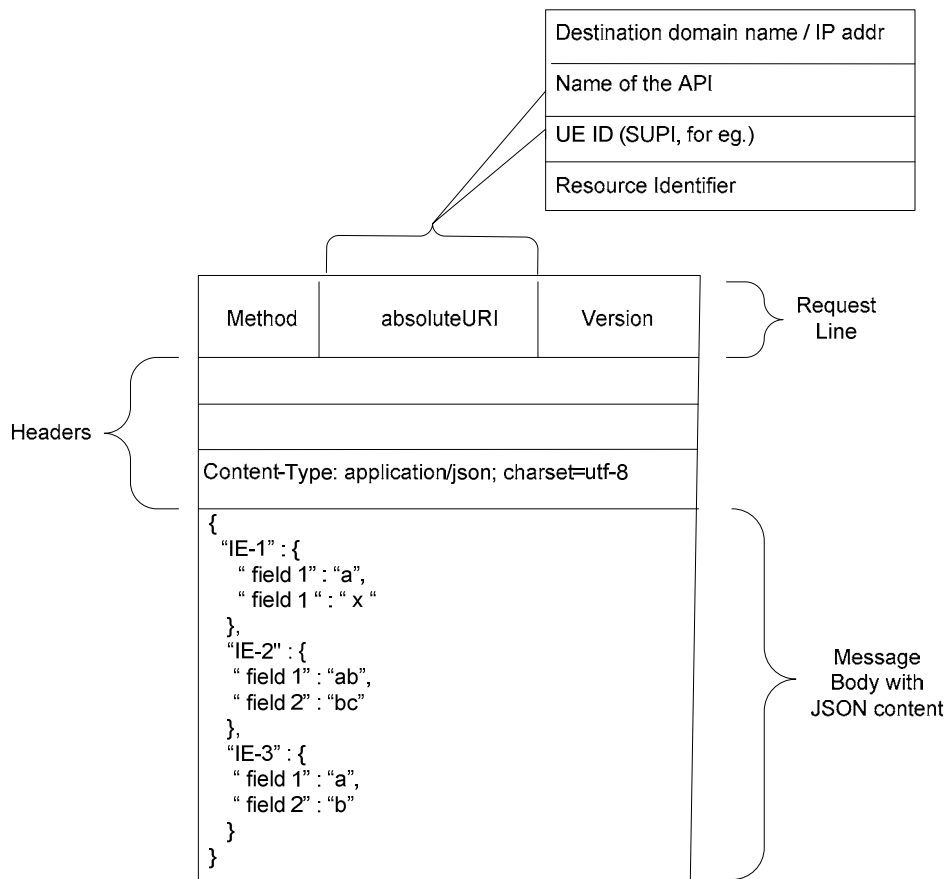 Destination domain name / IP addr
Name of the API
UE ID (SUPI, for eg.)
Resource Identifier
Method
absoluteURI
Version
Request
Line
Headers
Content-Type: application/json; charset=utf-8
{
“IE-1” : {
“ field 1” : “a”,
“ field 1 “ : “ x “
},
“IE-2" : {
“ field 1” : “ab”,
“ field 2” : “bc”
},
“IE-3” : {
“ field 1” : “a”,
“ field 2” : “b”
}
}
Message
Body with
JSON content